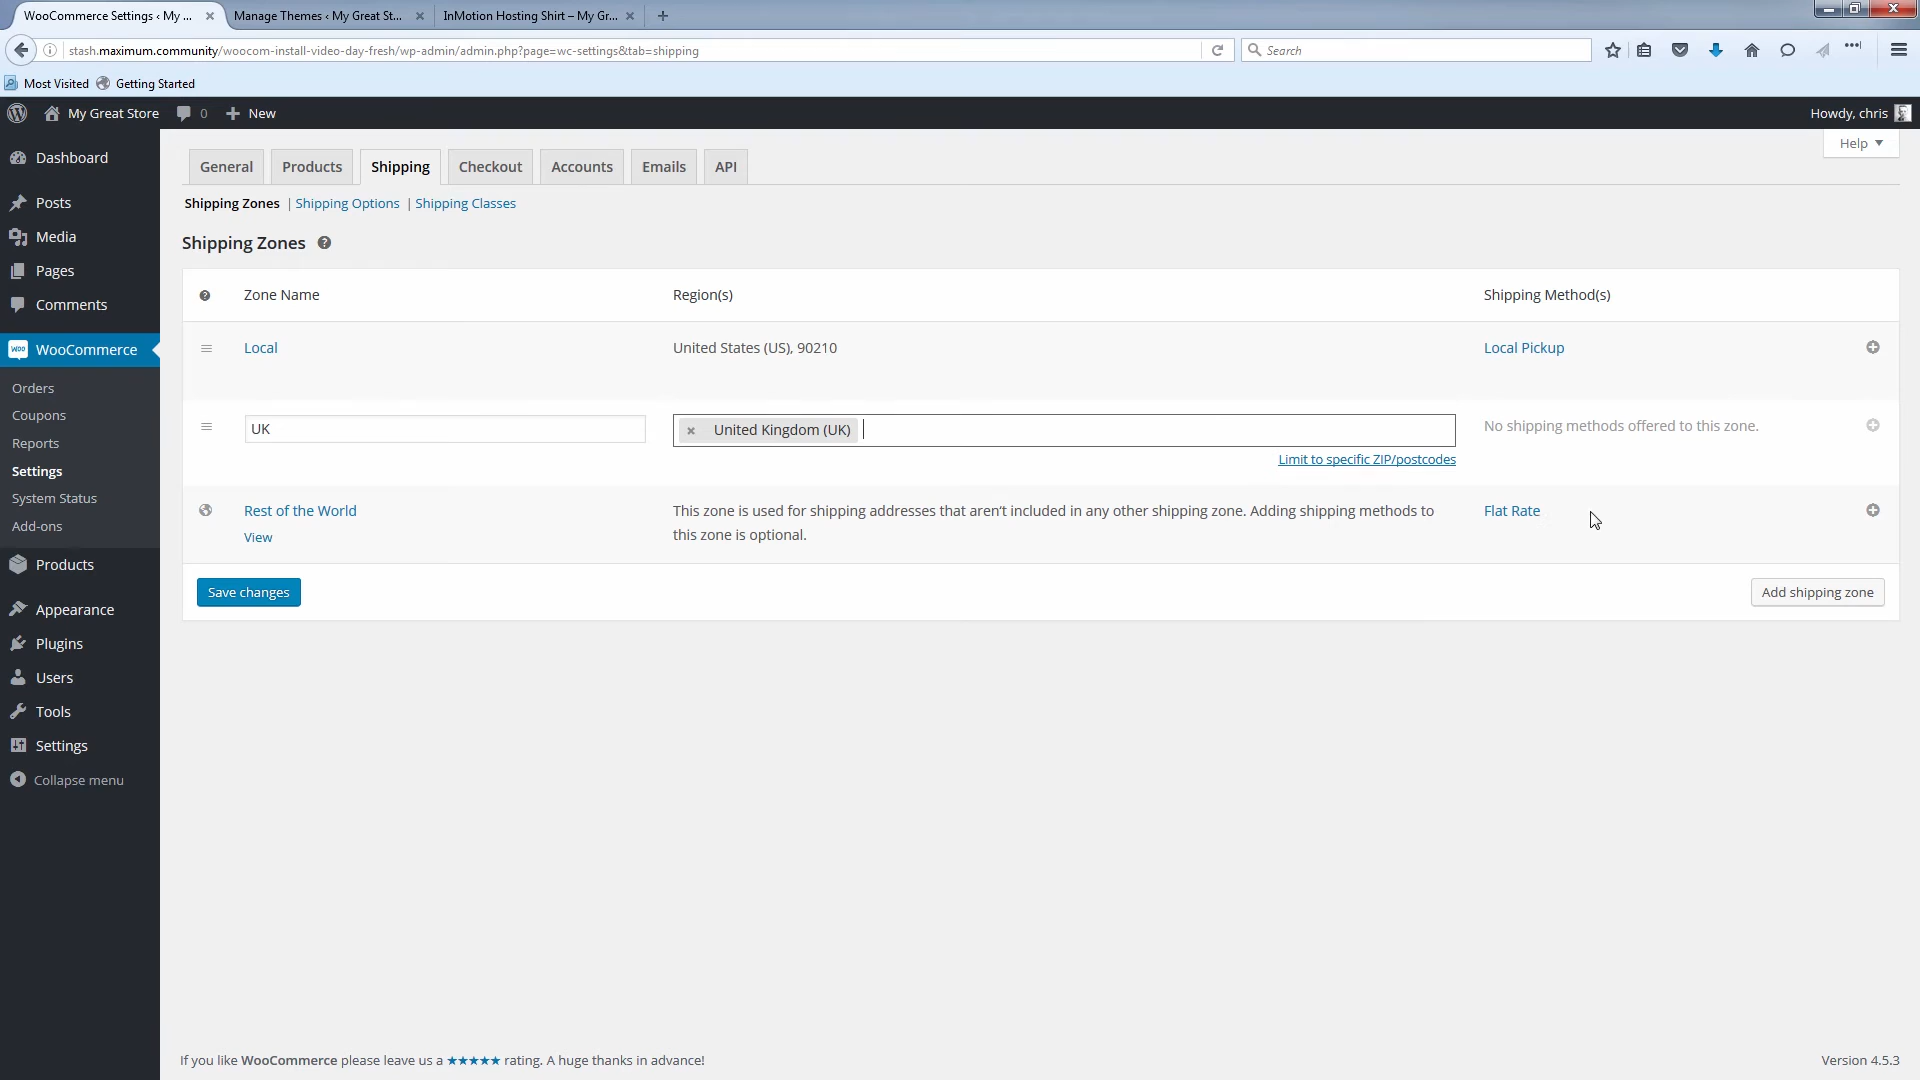 WooCommerce Settings ‹ My ...
Manage Themes ‹ My Great St...
InMotion Hosting Shirt – My Gr...
stash.maximum.community/woocom-install-video-day-fresh/wp-admin/admin.php?page=wc-settings&tab=shipping
Search
Most Visited
Getting Started
My Great Store
0
New
Howdy, chris
Help
Dashboard
Posts
Media
Pages
Comments
WooCommerce
Orders
Coupons
Reports
Settings
System Status
Add-ons
Products
Appearance
Plugins
Users
Tools
Settings
Collapse menu
General
Products
Shipping
Checkout
Accounts
Emails
API
Shipping Zones | Shipping Options | Shipping Classes
Shipping Zones
Zone Name
Region(s)
Shipping Method(s)
Local
United States (US), 90210
Local Pickup
UK
× United Kingdom (UK)
No shipping methods offered to this zone.
Limit to specific ZIP/postcodes
Rest of the World
View
This zone is used for shipping addresses that aren’t included in any other shipping zone. Adding shipping methods to
this zone is optional.
Flat Rate
Save changes
Add shipping zone
If you like WooCommerce please leave us a ★★★★★ rating. A huge thanks in advance!
Version 4.5.3